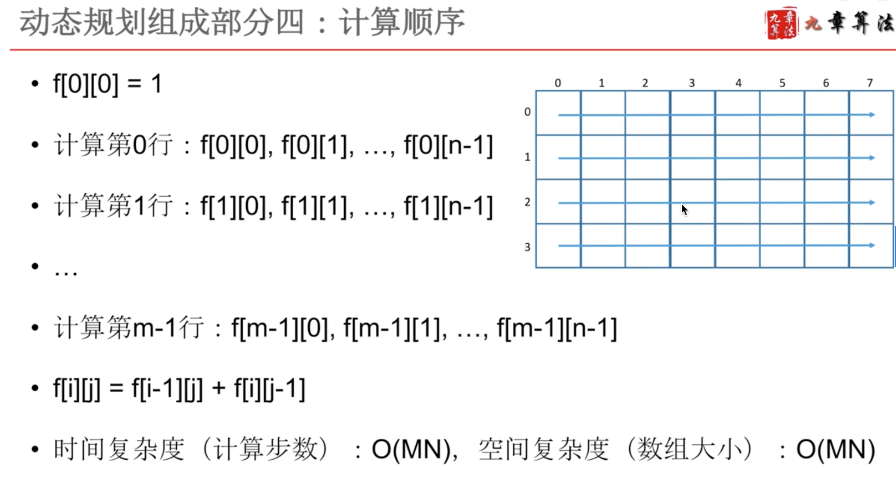 动态规划组成部分四：计算顺序
九章算法
九章算法
• f[0][0] = 1
• 计算第0行：f[0][0], f[0][1], …, f[0][n-1]
• 计算第1行：f[1][0], f[1][1], …, f[1][n-1]
• …
• 计算第m-1行：f[m-1][0], f[m-1][1], …, f[m-1][n-1]
• f[i][j] = f[i-1][j] + f[i][j-1]
• 时间复杂度（计算步数）：O(MN)，空间复杂度（数组大小）：O(MN)
0 1 2 3 4 5 6 7
0
1
2
3